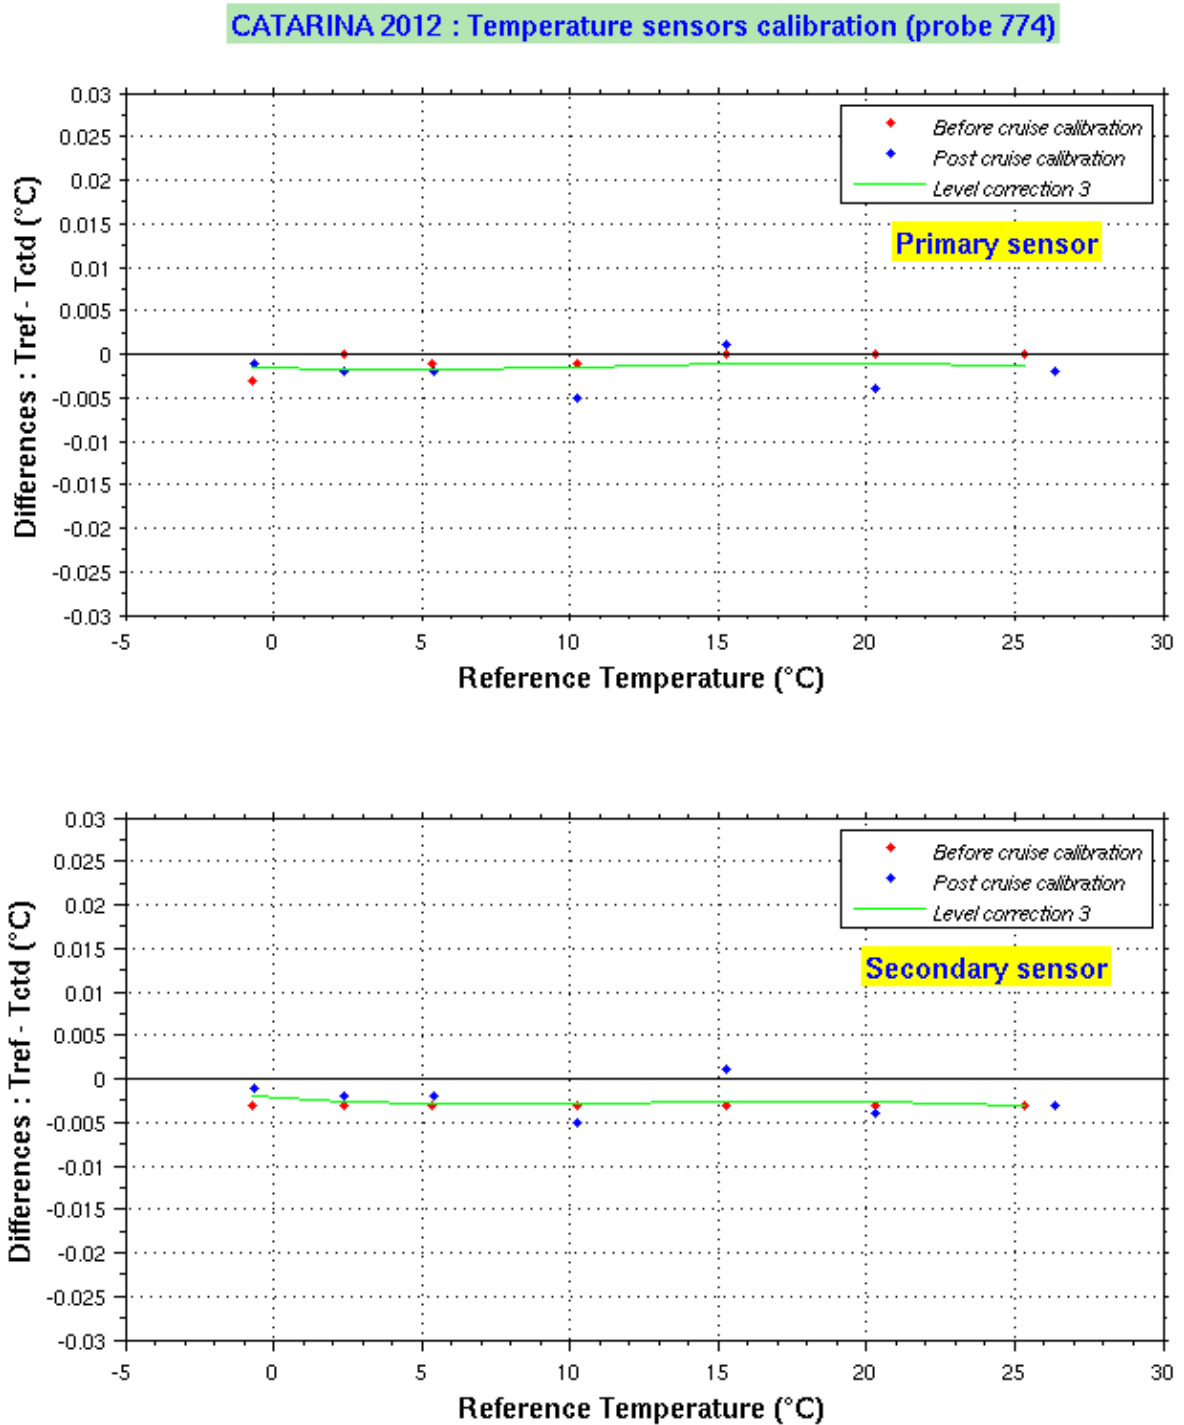 CATARINA 2012 : Temperature sensors calibration (probe 774)
0.03
0.025
0.02
0.015
0.01
0.005
0
-0.005
-0.01
-0.015
-0.02
-0.025
-0.03
Differences : Tref - Tctd (°C)
Before cruise calibration
Post cruise calibration
Level correction 3
Primary sensor
-5 0 5 10 15 20 25 30
Reference Temperature (°C)
0.03
0.025
0.02
0.015
0.01
0.005
0
-0.005
-0.01
-0.015
-0.02
-0.025
-0.03
Differences : Tref - Tctd (°C)
Before cruise calibration
Post cruise calibration
Level correction 3
Secondary sensor
-5 0 5 10 15 20 25 30
Reference Temperature (°C)